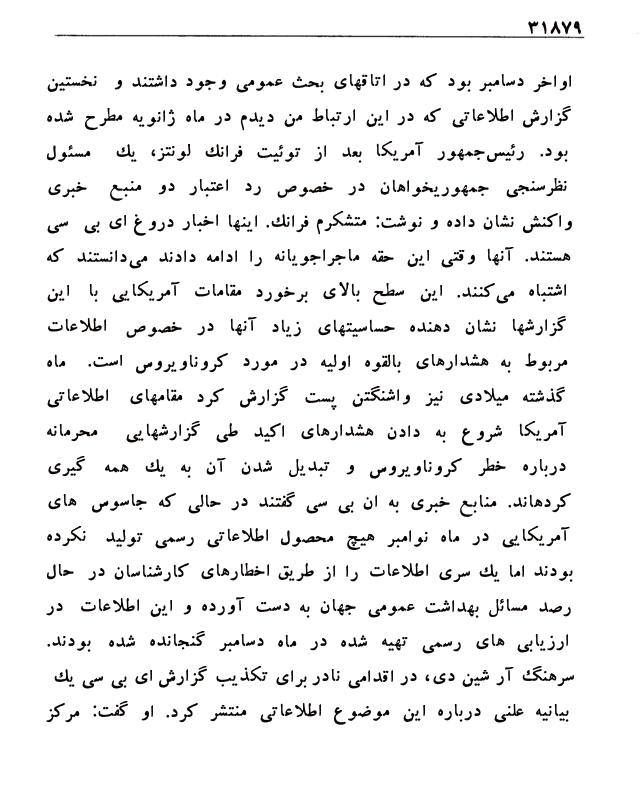 ۳۱۸۷۹
اواخر دسامبر بود که در اتاقهای بحث عمومی وجود داشتند و نخستین
گزارش اطلاعاتی که در این ارتباط من دیدم در ماه ژانویه مطرح شده
بود. رئیس‌جمهور آمریکا بعد از توئیت فرانك لونتز، یك مسئول
نظرسنجی جمهوریخواهان در خصوص رد اعتبار دو منبع خبری
واکنش نشان داده و نوشت: متشکرم فرانك. اینها اخبار دروغ ای بی سی
هستند. آنها وقتی این حقه ماجراجویانه را ادامه دادند می‌دانستند که
اشتباه می‌کنند. این سطح بالای برخورد مقامات آمریکایی با این
گزارشها نشان دهنده حساسیتهای زیاد آنها در خصوص اطلاعات
مربوط به هشدارهای بالقوه اولیه در مورد کروناویروس است. ماه
گذشته میلادی نیز واشنگتن پست گزارش کرد مقامهای اطلاعاتی
آمریکا شروع به دادن هشدارهای اکید طی گزارشهایی محرمانه
درباره خطر کروناویروس و تبدیل شدن آن به یك همه گیری
کردهاند. منابع خبری به ان بی سی گفتند در حالی که جاسوس های
آمریکایی در ماه نوامبر هیچ محصول اطلاعاتی رسمی تولید نکرده
بودند اما یك سری اطلاعات را از طریق اخطارهای کارشناسان در حال
رصد مسائل بهداشت عمومی جهان به دست آورده و این اطلاعات در
ارزیابی های رسمی تهیه شده در ماه دسامبر گنجانده شده بودند.
سرهنگ آر شین دی، در اقدامی نادر برای تکذیب گزارش ای بی سی یك
بیانیه علنی درباره این موضوع اطلاعاتی منتشر کرد. او گفت: مرکز